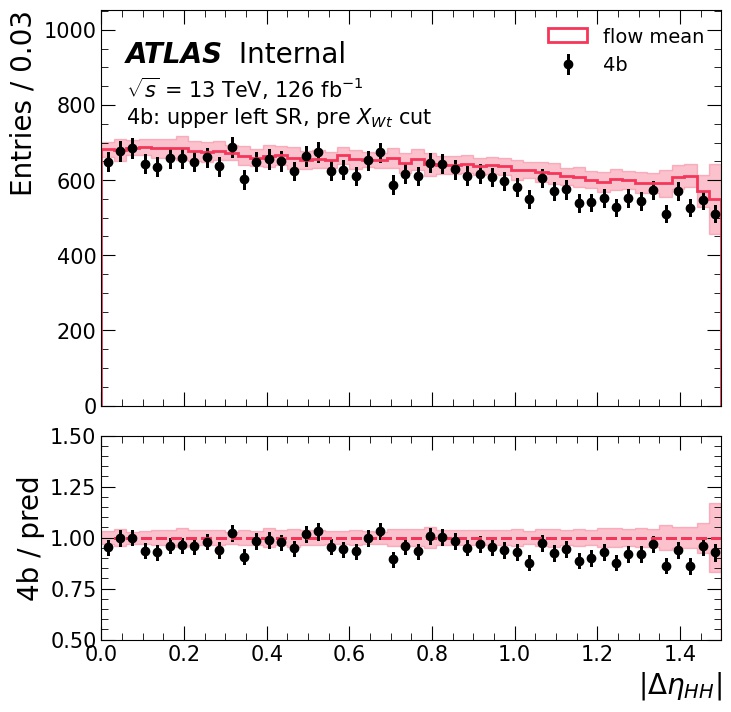 ATLAS Internal
√s = 13 TeV, 126 fb⁻¹
4b: upper left SR, pre X_Wt cut
flow mean
4b
Entries / 0.03
1000
800
600
400
200
0
4b / pred
1.50
1.25
1.00
0.75
0.50
0.0 0.2 0.4 0.6 0.8 1.0 1.2 1.4
|Δη_HH|